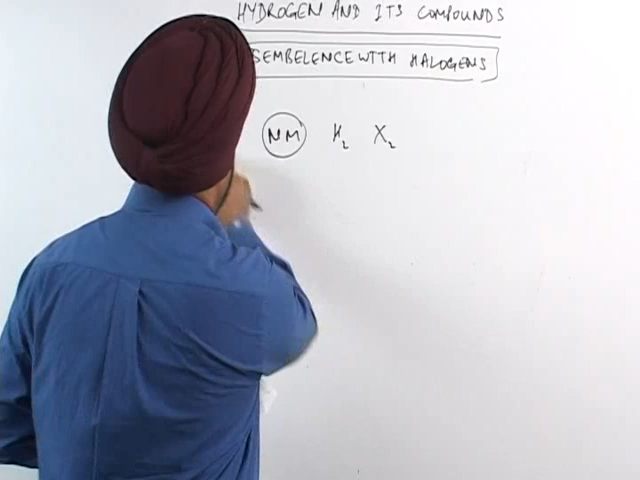 HYDROGEN AND ITS COMPOUNDS
SEMBELENCE WITH HALOGENS
NM H2 X2